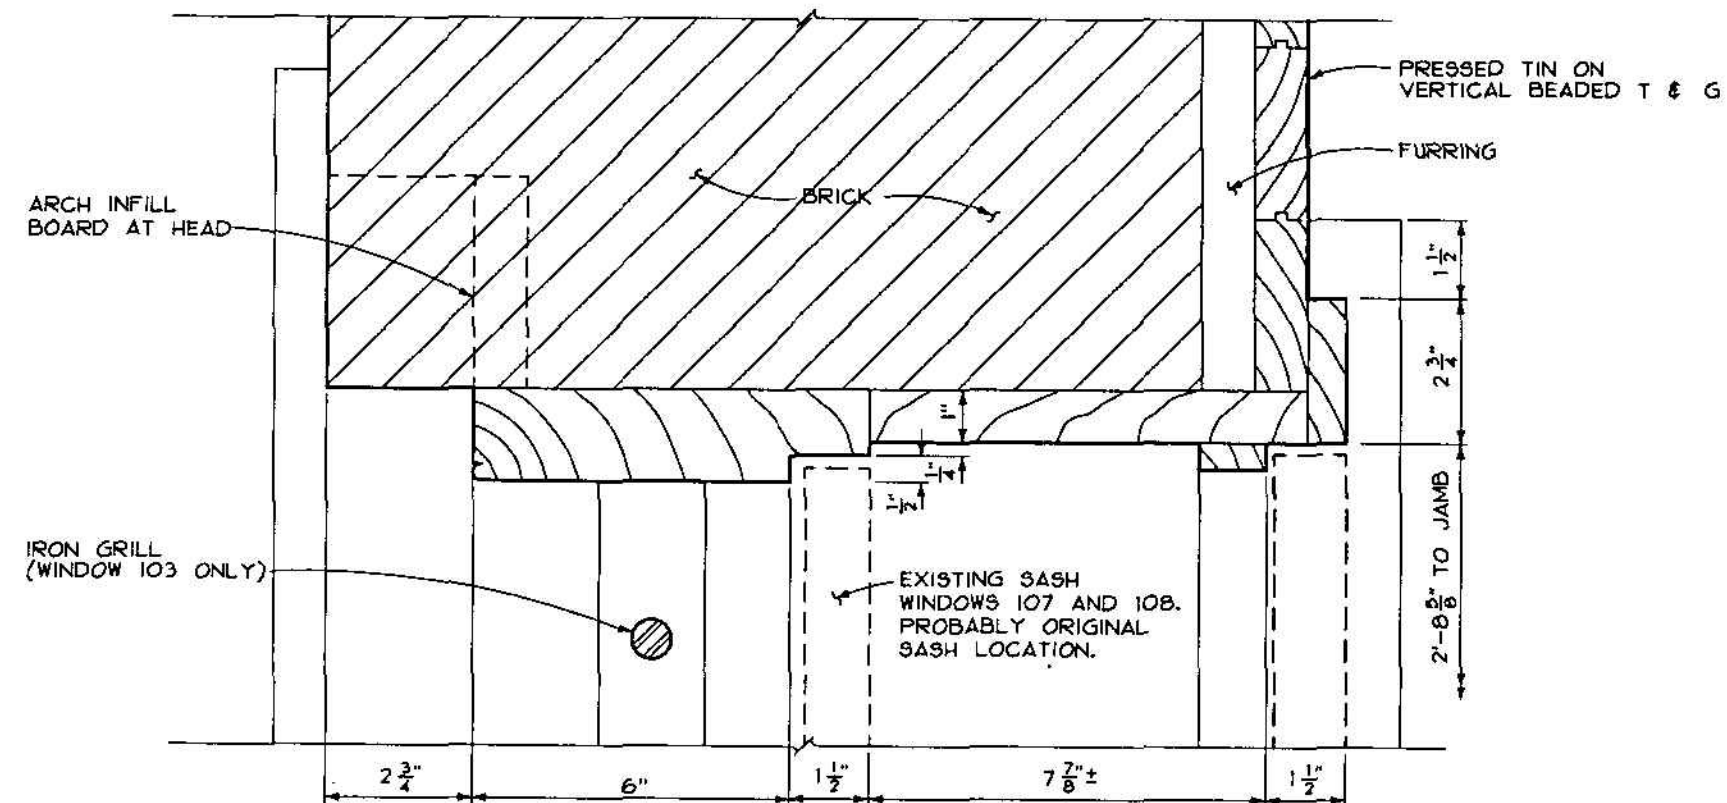 PRESSED TIN ON
VERTICAL BEADED T & G
FURRING
BRICK
ARCH INFILL
BOARD AT HEAD
1 1/2"
2 3/4"
1"
1/4"
1/2"
2'-8 5/8" TO JAMB
IRON GRILL
(WINDOW 103 ONLY)
EXISTING SASH
WINDOWS 107 AND 108.
PROBABLY ORIGINAL
SASH LOCATION.
2 3/4"
6"
1 1/2"
7 7/8" ±
1 1/2"